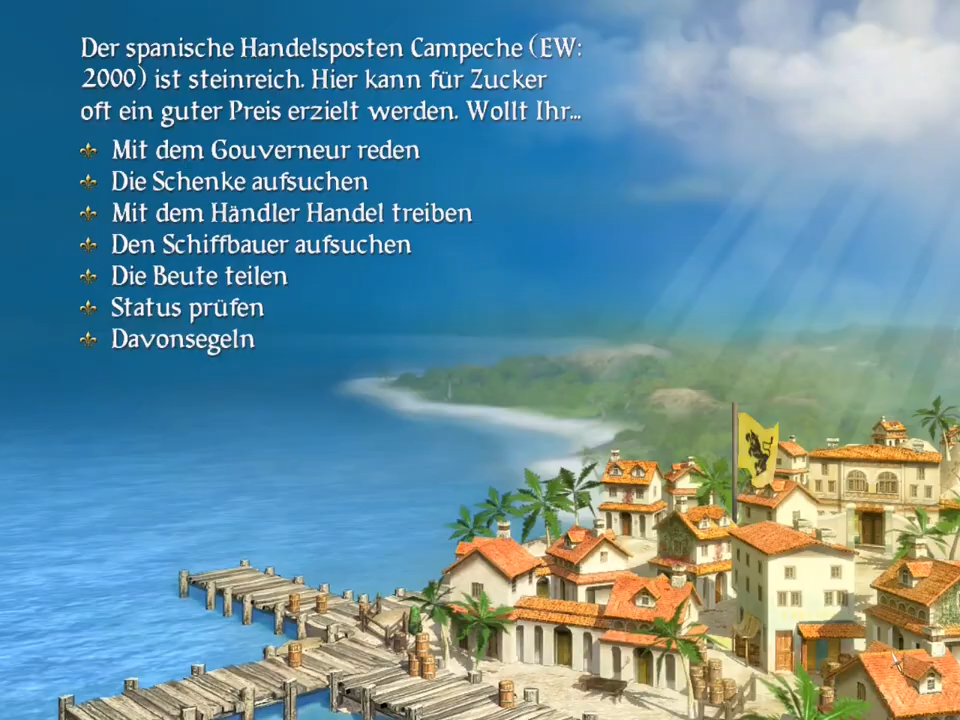 Der spanische Handelsposten Campeche (EW:
2000) ist steinreich. Hier kann für Zucker
oft ein guter Preis erzielt werden. Wollt Ihr...
Mit dem Gouverneur reden
Die Schenke aufsuchen
Mit dem Händler Handel treiben
Den Schiffbauer aufsuchen
Die Beute teilen
Status prüfen
Davonsegeln